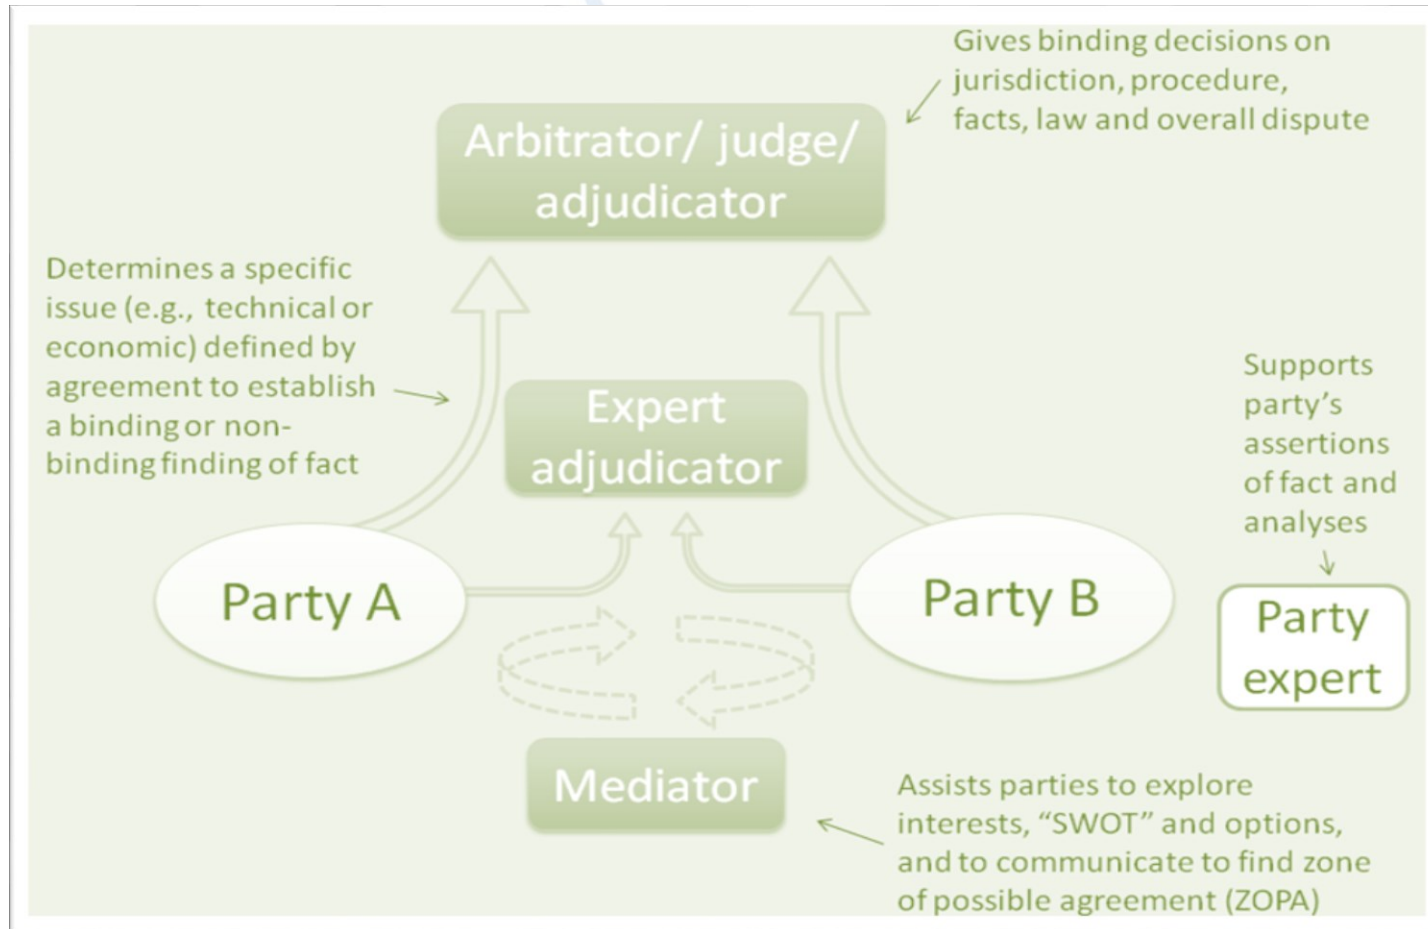 Gives binding decisions on
jurisdiction, procedure,
facts, law and overall dispute
Arbitrator/ judge/
adjudicator
Determines a specific
issue (e.g., technical or
economic) defined by
agreement to establish
a binding or non-
binding finding of fact
Expert
adjudicator
Supports
party’s
assertions
of fact and
analyses
Party A
Party B
Party
expert
Mediator
Assists parties to explore
interests, “SWOT” and options,
and to communicate to find zone
of possible agreement (ZOPA)